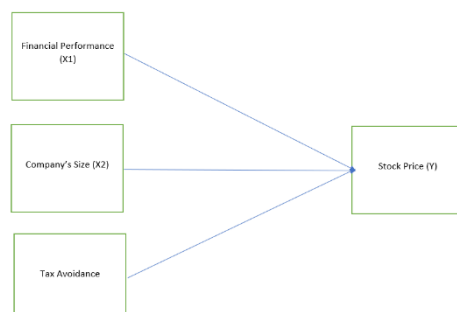 Financial Performance
(X1)
Company's Size (X2)
Stock Price (Y)
Tax Avoidance